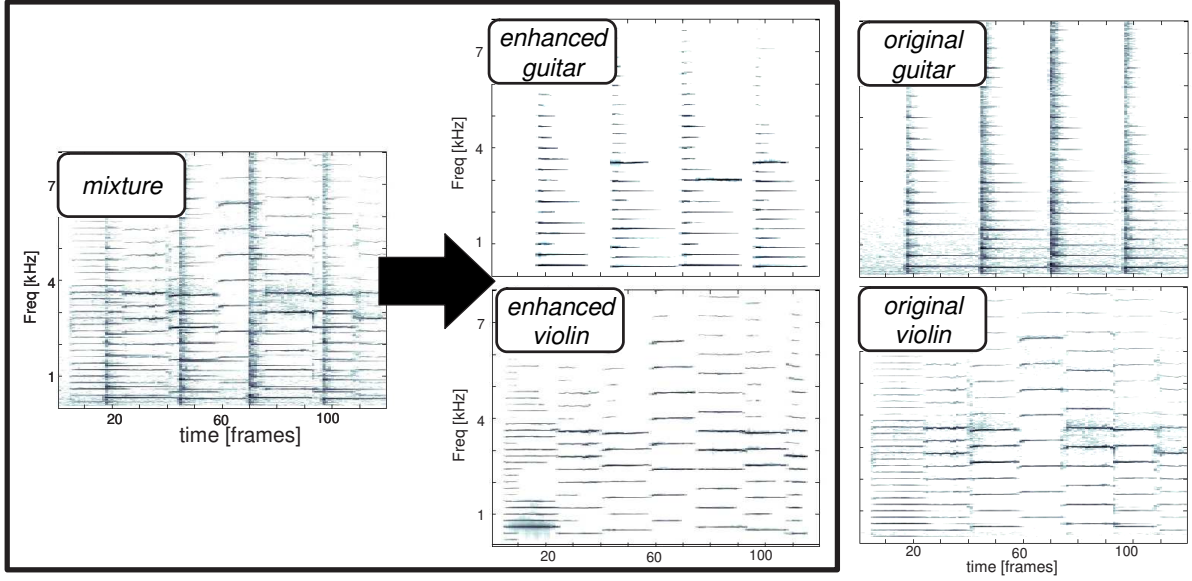 mixture
Freq [kHz]
7
4
1
20 60 100
time [frames]
enhanced
guitar
Freq [kHz]
7
4
1
enhanced
violin
Freq [kHz]
7
4
1
20 60 100
original
guitar
original
violin
20 60 100
time [frames]